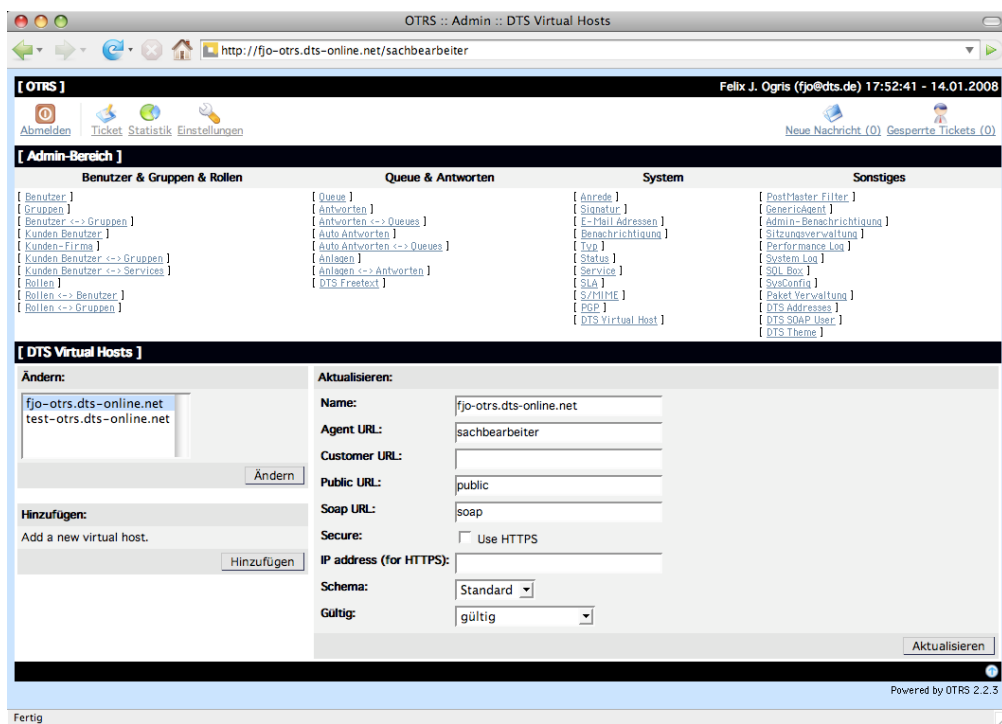 OTRS :: Admin :: DTS Virtual Hosts
http://fjo-otrs.dts-online.net/sachbearbeiter
[ OTRS ]
Felix J. Ogris (fjo@dts.de) 17:52:41 - 14.01.2008
Abmelden Ticket Statistik Einstellungen
Neue Nachricht (0) Gesperrte Tickets (0)
[ Admin-Bereich ]
Benutzer & Gruppen & Rollen
[ Benutzer ]
[ Gruppen ]
[ Benutzer <-> Gruppen ]
[ Kunden Benutzer ]
[ Kunden-Firma ]
[ Kunden Benutzer <-> Gruppen ]
[ Kunden Benutzer <-> Services ]
[ Rollen ]
[ Rollen <-> Benutzer ]
[ Rollen <-> Gruppen ]
Queue & Antworten
[ Queue ]
[ Antworten ]
[ Antworten <-> Queues ]
[ Auto Antworten ]
[ Auto Antworten <-> Queues ]
[ Anlagen ]
[ Anlagen <-> Antworten ]
[ DTS Freetext ]
System
[ Anrede ]
[ Signatur ]
[ E-Mail Adressen ]
[ Benachrichtigung ]
[ Typ ]
[ Status ]
[ Service ]
[ SLA ]
[ S/MIME ]
[ PGP ]
[ DTS Virtual Host ]
Sonstiges
[ PostMaster Filter ]
[ GenericAgent ]
[ Admin-Benachrichtigung ]
[ Sitzungsverwaltung ]
[ Performance Log ]
[ System Log ]
[ SQL Box ]
[ SysConfig ]
[ Paket Verwaltung ]
[ DTS Addresses ]
[ DTS SOAP User ]
[ DTS Theme ]
[ DTS Virtual Hosts ]
Ändern:
fjo-otrs.dts-online.net
test-otrs.dts-online.net
Ändern
Hinzufügen:
Add a new virtual host.
Hinzufügen
Aktualisieren:
Name: fjo-otrs.dts-online.net
Agent URL: sachbearbeiter
Customer URL:
Public URL: public
Soap URL: soap
Secure: Use HTTPS
IP address (for HTTPS):
Schema: Standard
Gültig: gültig
Aktualisieren
Powered by OTRS 2.2.3
Fertig